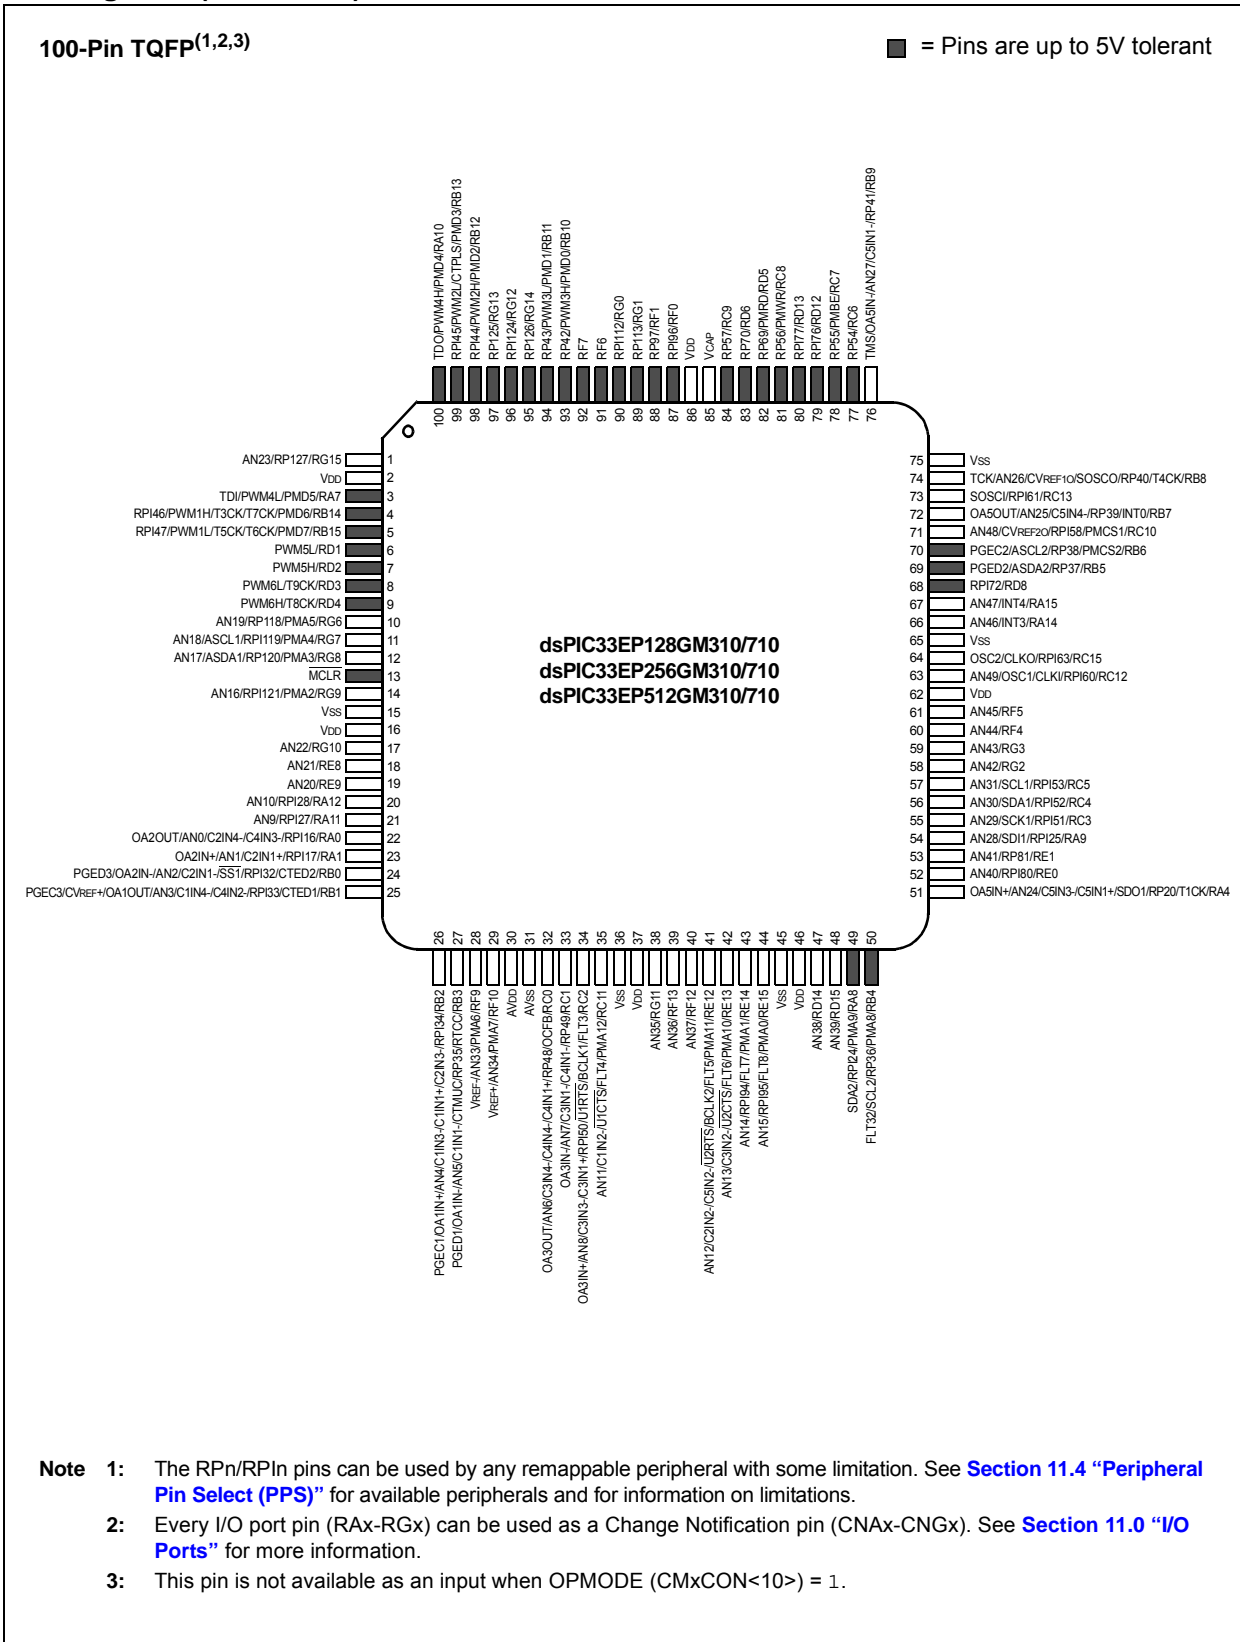 100-Pin TQFP(1,2,3)
= Pins are up to 5V tolerant
TDO/PWM4H/PMD4/RA10
RPI45/PWM2L/CTPLS/PMD3/RB13
RPI44/PWM2H/PMD2/RB12
RP125/RG13
RPI124/RG12
RP126/RG14
RP43/PWM3L/PMD1/RB11
RP42/PWM3H/PMD0/RB10
RF7
RF6
RPI112/RG0
RP113/RG1
RP97/RF1
RPI96/RF0
VDD
VCAP
RP57/RC9
RP70/RD6
RP69/PMRD/RD5
RP56/PMWR/RC8
RPI77/RD13
RPI76/RD12
RP55/PMBE/RC7
RP54/RC6
TMS/OA5IN-/AN27/C5IN1-/RP41/RB9
100 99 98 97 96 95 94 93 92 91 90 89 88 87 86 85 84 83 82 81 80 79 78 77 76
AN23/RP127/RG15 1
VDD 2
TDI/PWM4L/PMD5/RA7 3
RPI46/PWM1H/T3CK/T7CK/PMD6/RB14 4
RPI47/PWM1L/T5CK/T6CK/PMD7/RB15 5
PWM5L/RD1 6
PWM5H/RD2 7
PWM6L/T9CK/RD3 8
PWM6H/T8CK/RD4 9
AN19/RP118/PMA5/RG6 10
AN18/ASCL1/RPI119/PMA4/RG7 11
AN17/ASDA1/RP120/PMA3/RG8 12
MCLR 13
AN16/RPI121/PMA2/RG9 14
VSS 15
VDD 16
AN22/RG10 17
AN21/RE8 18
AN20/RE9 19
AN10/RPI28/RA12 20
AN9/RPI27/RA11 21
OA2OUT/AN0/C2IN4-/C4IN3-/RPI16/RA0 22
OA2IN+/AN1/C2IN1+/RPI17/RA1 23
PGED3/OA2IN-/AN2/C2IN1-/SS1/RPI32/CTED2/RB0 24
PGEC3/CVREF+/OA1OUT/AN3/C1IN4-/C4IN2-/RPI33/CTED1/RB1 25
dsPIC33EP128GM310/710
dsPIC33EP256GM310/710
dsPIC33EP512GM310/710
75 VSS
74 TCK/AN26/CVREF1O/SOSCO/RP40/T4CK/RB8
73 SOSCI/RPI61/RC13
72 OA5OUT/AN25/C5IN4-/RP39/INT0/RB7
71 AN48/CVREF2O/RPI58/PMCS1/RC10
70 PGEC2/ASCL2/RP38/PMCS2/RB6
69 PGED2/ASDA2/RP37/RB5
68 RPI72/RD8
67 AN47/INT4/RA15
66 AN46/INT3/RA14
65 VSS
64 OSC2/CLKO/RPI63/RC15
63 AN49/OSC1/CLKI/RPI60/RC12
62 VDD
61 AN45/RF5
60 AN44/RF4
59 AN43/RG3
58 AN42/RG2
57 AN31/SCL1/RPI53/RC5
56 AN30/SDA1/RPI52/RC4
55 AN29/SCK1/RPI51/RC3
54 AN28/SDI1/RPI25/RA9
53 AN41/RP81/RE1
52 AN40/RPI80/RE0
51 OA5IN+/AN24/C5IN3-/C5IN1+/SDO1/RP20/T1CK/RA4
26 27 28 29 30 31 32 33 34 35 36 37 38 39 40 41 42 43 44 45 46 47 48 49 50
PGEC1/OA1IN+/AN4/C1IN3-/C1IN1+/C2IN3-/RPI34/RB2
PGED1/OA1IN-/AN5/C1IN1-/CTMUC/RP35/RTCC/RB3
VREF-/AN33/PMA6/RF9
VREF+/AN34/PMA7/RF10
AVDD
AVSS
OA3OUT/AN6/C3IN4-/C4IN4-/C4IN1+/RP48/OCFB/RC0
OA3IN-/AN7/C3IN1-/C4IN1-/RP49/RC1
OA3IN+/AN8/C3IN3-/C3IN1+/RPI50/U1RTS/BCLK1/FLT3/RC2
AN11/C1IN2-/U1CTS/FLT4/PMA12/RC11
VSS
VDD
AN35/RG11
AN36/RF13
AN37/RF12
AN12/C2IN2-/C5IN2-/U2RTS/BCLK2/FLT5/PMA11/RE12
AN13/C3IN2-/U2CTS/FLT6/PMA10/RE13
AN14/RPI94/FLT7/PMA1/RE14
AN15/RPI95/FLT8/PMA0/RE15
VSS
VDD
AN38/RD14
AN39/RD15
SDA2/RPI24/PMA9/RA8
FLT32/SCL2/RP36/PMA8/RB4
Note 1: The RPn/RPIn pins can be used by any remappable peripheral with some limitation. See Section 11.4 “Peripheral
Pin Select (PPS)” for available peripherals and for information on limitations.
2: Every I/O port pin (RAx-RGx) can be used as a Change Notification pin (CNAx-CNGx). See Section 11.0 “I/O
Ports” for more information.
3: This pin is not available as an input when OPMODE (CMxCON<10>) = 1.